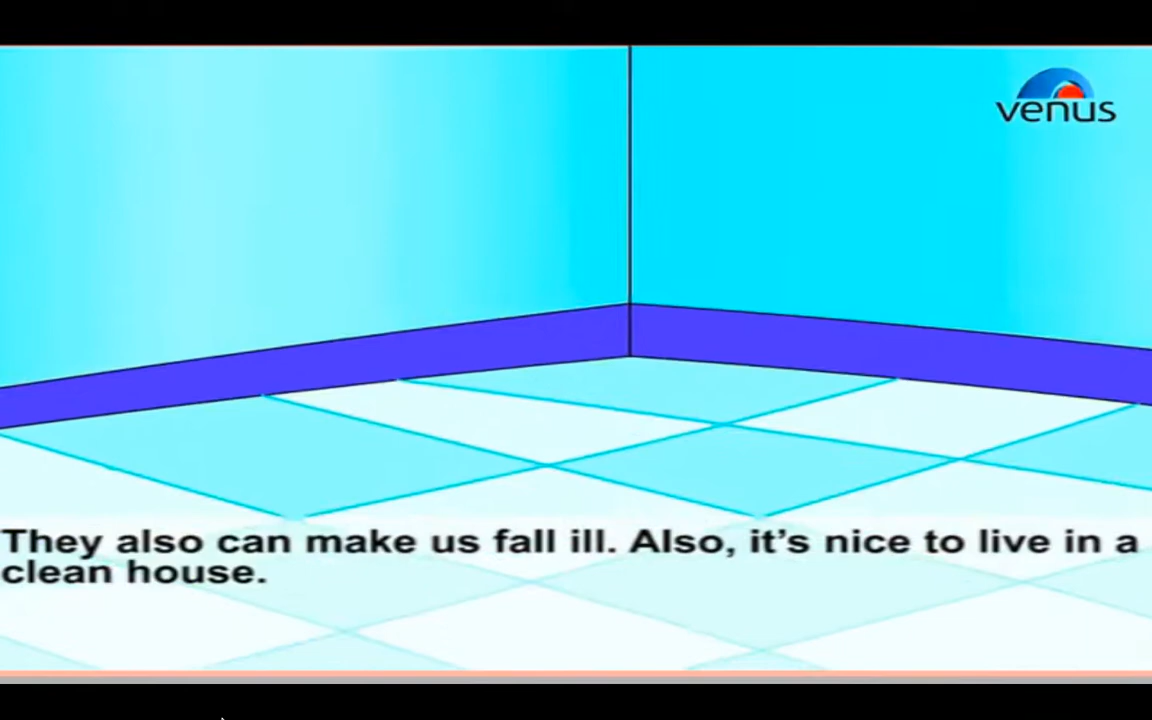 venus
They also can make us fall ill. Also, it's nice to live in a
clean house.